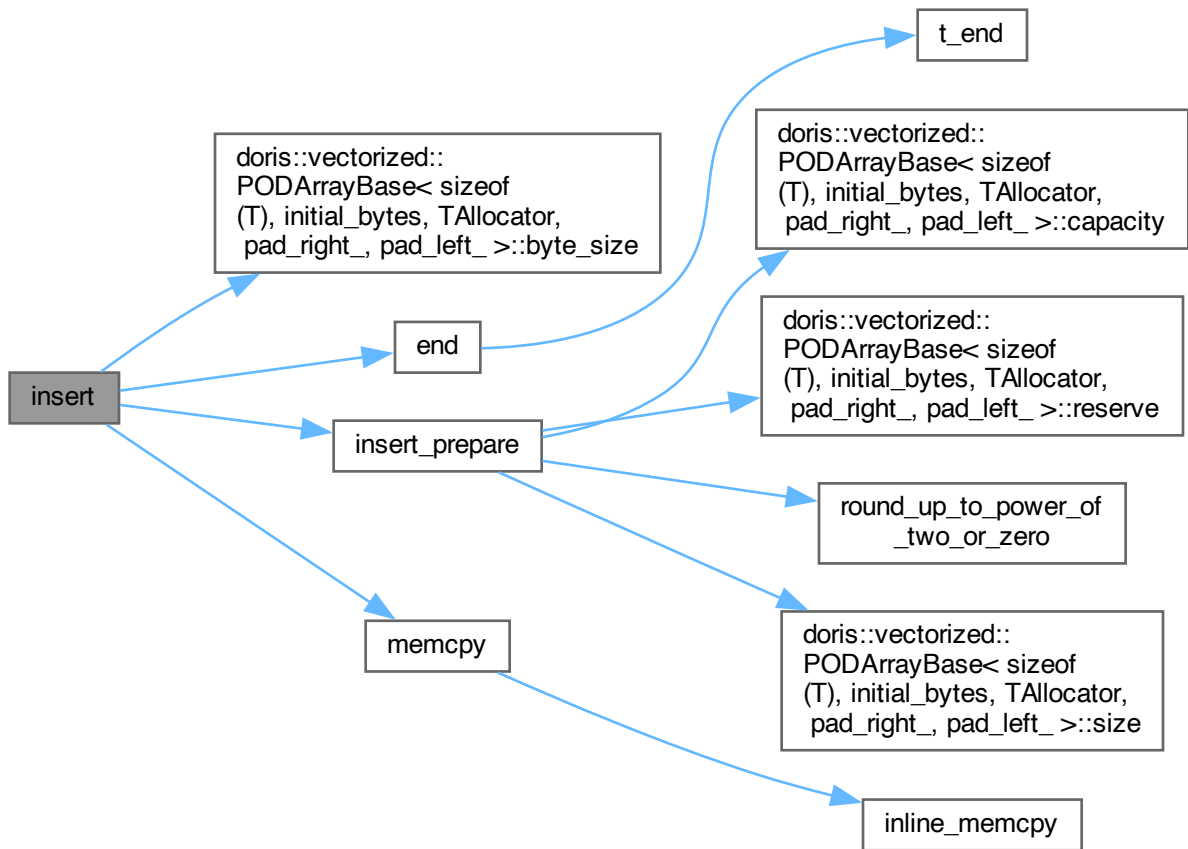 t_end
doris::vectorized::
PODArrayBase< sizeof
(T), initial_bytes, TAllocator,
pad_right_, pad_left_ >::capacity
doris::vectorized::
PODArrayBase< sizeof
(T), initial_bytes, TAllocator,
pad_right_, pad_left_ >::byte_size
doris::vectorized::
PODArrayBase< sizeof
(T), initial_bytes, TAllocator,
pad_right_, pad_left_ >::reserve
end
insert
insert_prepare
round_up_to_power_of
_two_or_zero
memcpy
doris::vectorized::
PODArrayBase< sizeof
(T), initial_bytes, TAllocator,
pad_right_, pad_left_ >::size
inline_memcpy